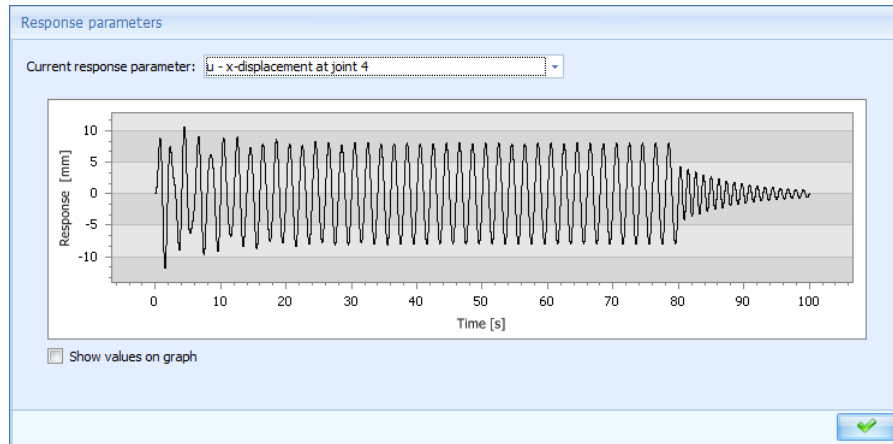 Response parameters
Current response parameter: u - x-displacement at joint 4
10
5
0
-5
-10
Response [mm]
0 10 20 30 40 50 60 70 80 90 100
Time [s]
Show values on graph